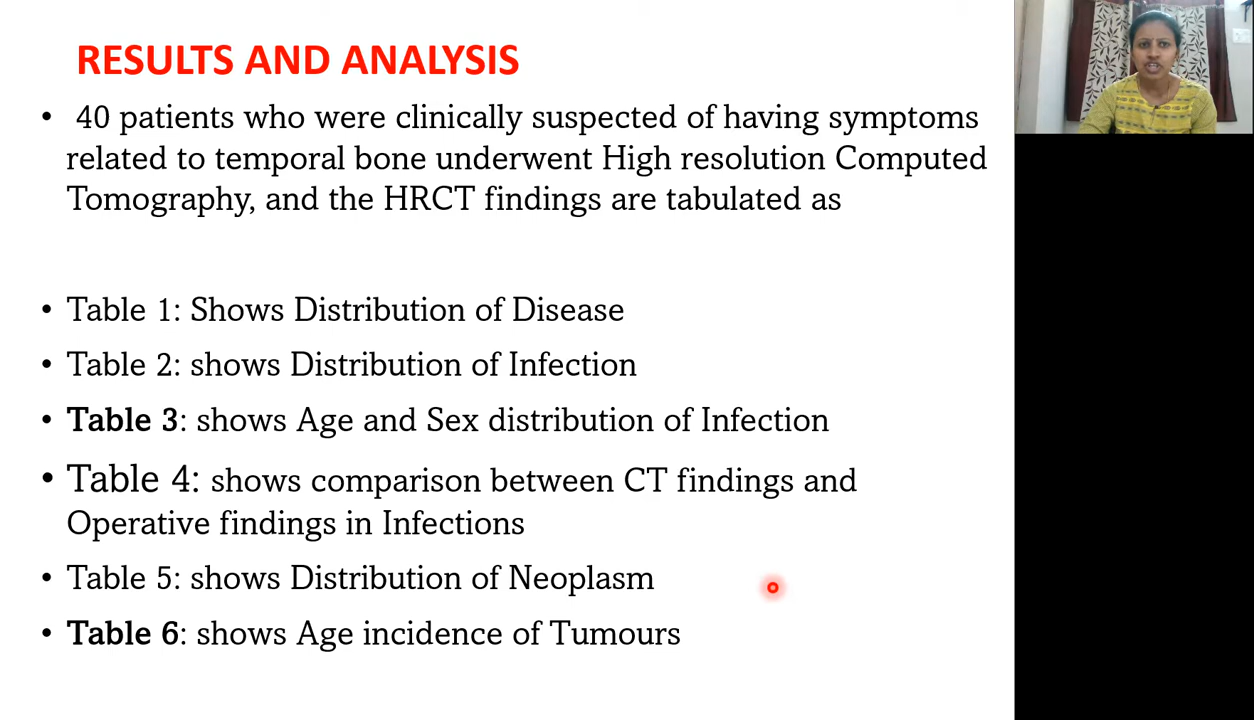 RESULTS AND ANALYSIS
• 40 patients who were clinically suspected of having symptoms
related to temporal bone underwent High resolution Computed
Tomography, and the HRCT findings are tabulated as
• Table 1: Shows Distribution of Disease
• Table 2: shows Distribution of Infection
• Table 3: shows Age and Sex distribution of Infection
• Table 4: shows comparison between CT findings and
Operative findings in Infections
• Table 5: shows Distribution of Neoplasm
• Table 6: shows Age incidence of Tumours